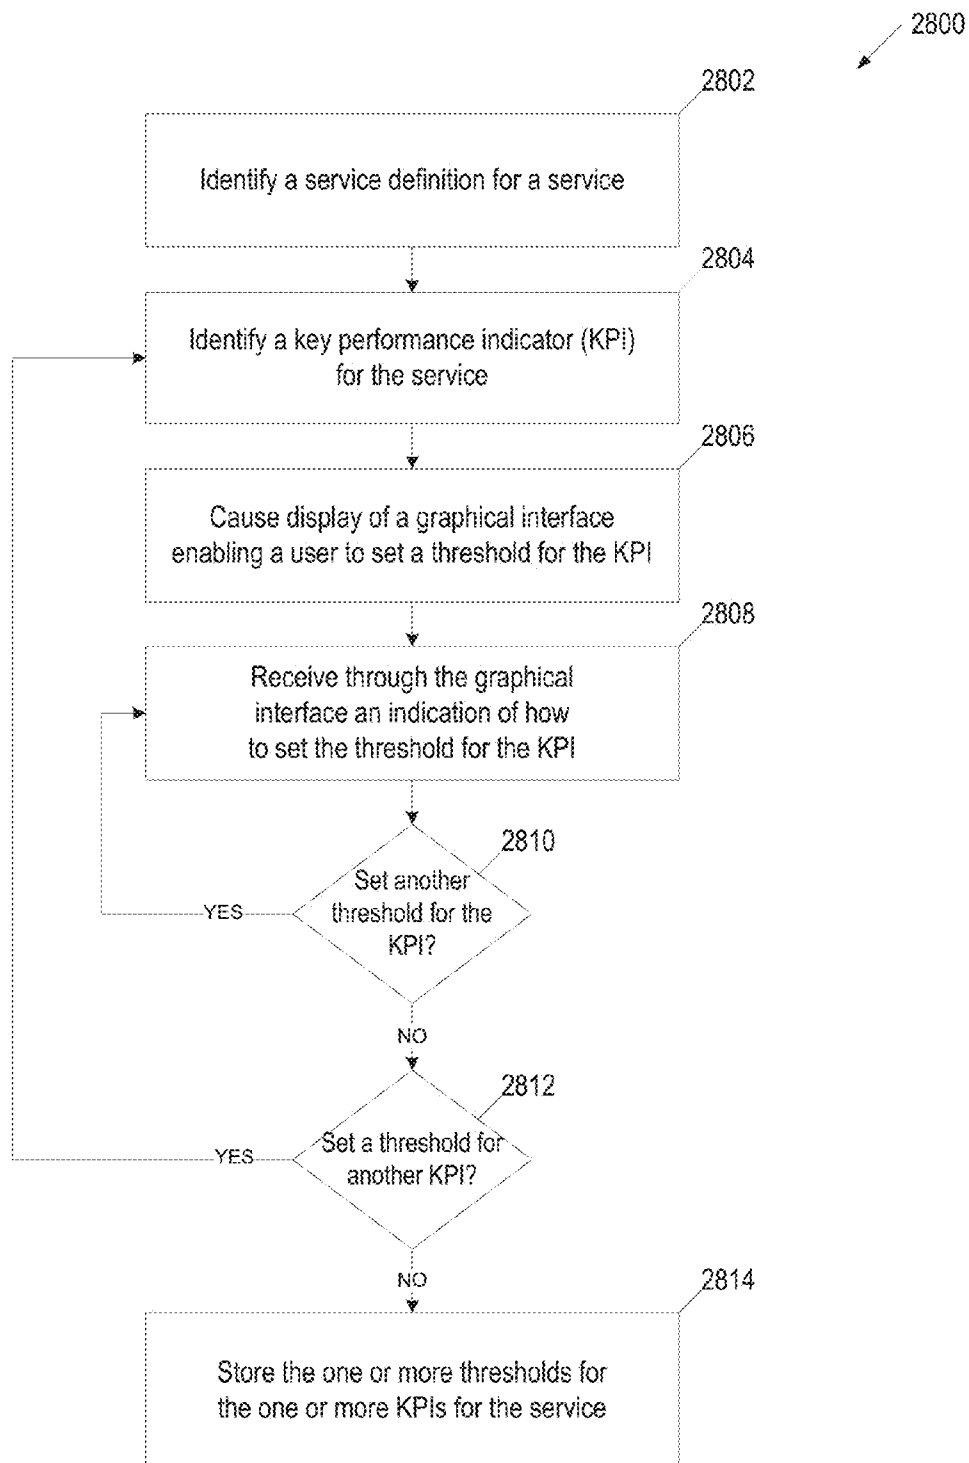 2800
2802
Identify a service definition for a service
2804
Identify a key performance indicator (KPI)
for the service
2806
Cause display of a graphical interface
enabling a user to set a threshold for the KPI
2808
Receive through the graphical
interface an indication of how
to set the threshold for the KPI
2810
Set another
threshold for the
KPI?
YES
NO
2812
Set a threshold for
another KPI?
YES
NO
2814
Store the one or more thresholds for
the one or more KPIs for the service